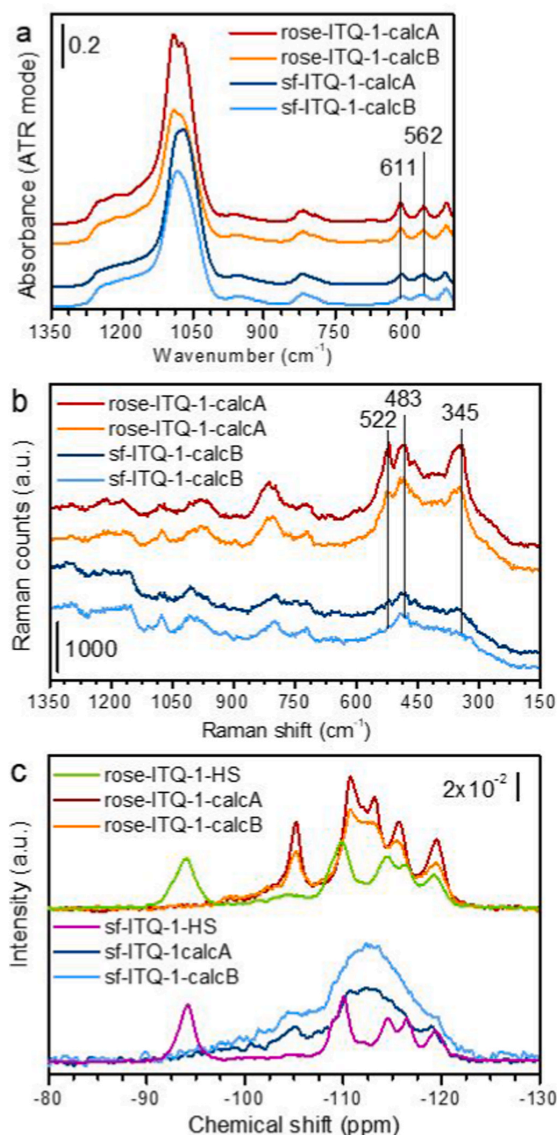 a
0.2
rose-ITQ-1-calcA
rose-ITQ-1-calcB
sf-ITQ-1-calcA
sf-ITQ-1-calcB
562
611
Absorbance (ATR mode)
1350 1200 1050 900 750 600
Wavenumber (cm-1)
b
rose-ITQ-1-calcA
rose-ITQ-1-calcA
sf-ITQ-1-calcB
sf-ITQ-1-calcB
483
522
345
Raman counts (a.u.)
1000
1350 1200 1050 900 750 600 450 300 150
Raman shift (cm-1)
c
rose-ITQ-1-HS
rose-ITQ-1-calcA
rose-ITQ-1-calcB
2x10-2
sf-ITQ-1-HS
sf-ITQ-1calcA
sf-ITQ-1-calcB
Intensity (a.u.)
-80 -90 -100 -110 -120 -130
Chemical shift (ppm)